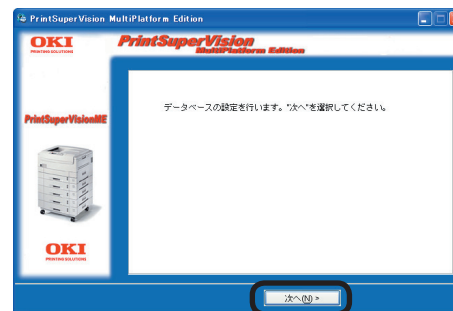 PrintSuperVision MultiPlatform Edition
OKI
PRINTING SOLUTIONS
PrintSuperVision
MultiPlatform Edition
データベースの設定を行います。"次へ"を選択してください。
PrintSuperVisionME
OKI
PRINTING SOLUTIONS
次へ(N) >